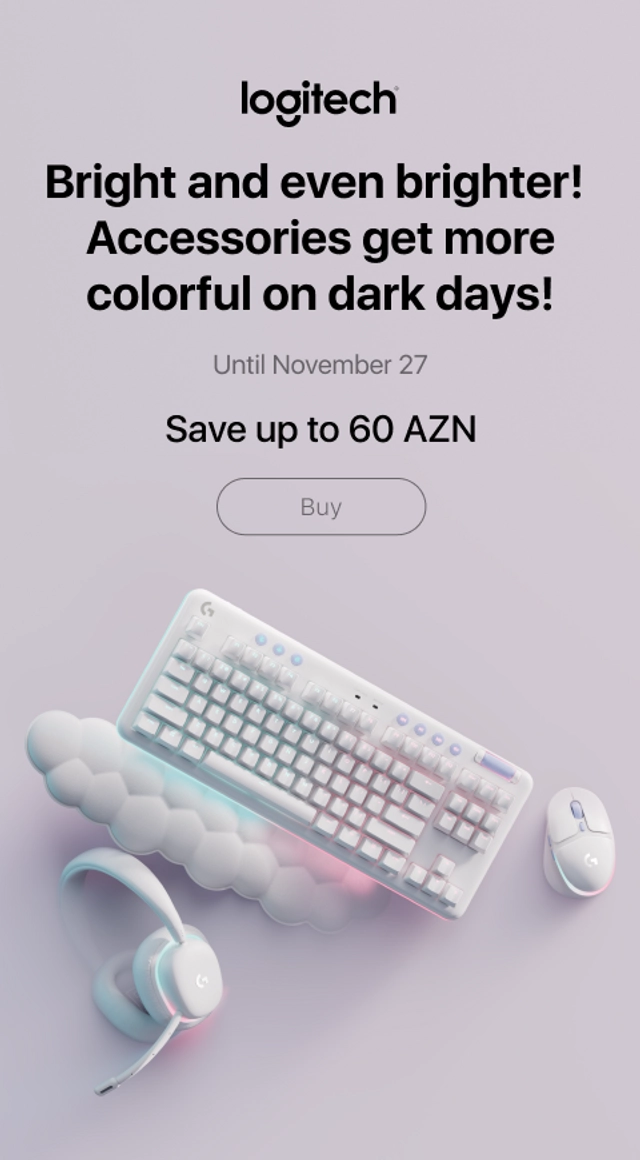 logitech
Bright and even brighter!
Accessories get more
colorful on dark days!
Until November 27
Save up to 60 AZN
Buy